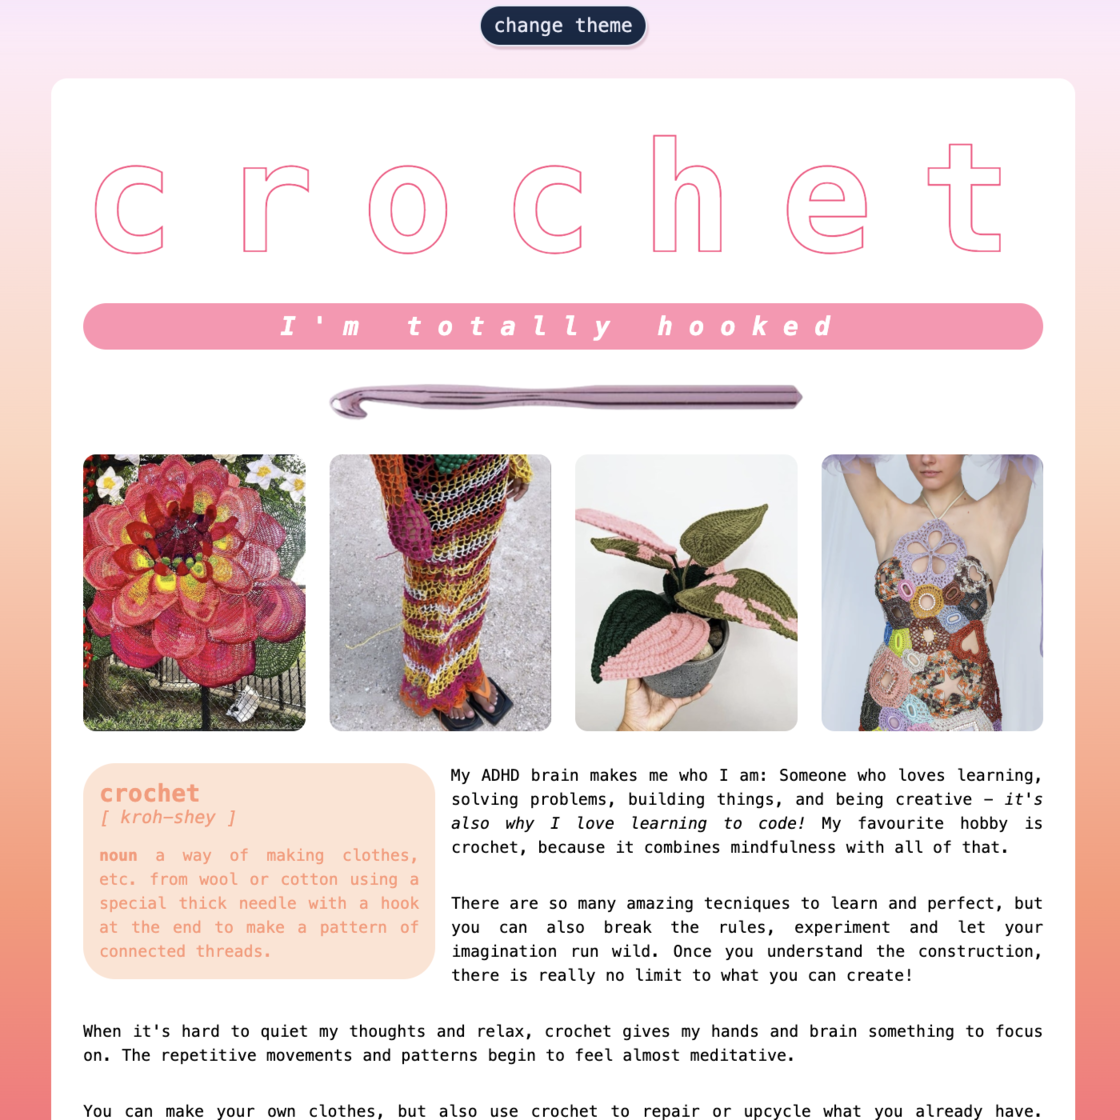 change theme
crochet
I'm totally hooked
crochet
[ kroh–shey ]
noun a way of making clothes,
etc. from wool or cotton using a
special thick needle with a hook
at the end to make a pattern of
connected threads.
My ADHD brain makes me who I am: Someone who loves learning,
solving problems, building things, and being creative – it's
also why I love learning to code! My favourite hobby is
crochet, because it combines mindfulness with all of that.
There are so many amazing tecniques to learn and perfect, but
you can also break the rules, experiment and let your
imagination run wild. Once you understand the construction,
there is really no limit to what you can create!
When it's hard to quiet my thoughts and relax, crochet gives my hands and brain something to focus
on. The repetitive movements and patterns begin to feel almost meditative.
You can make your own clothes, but also use crochet to repair or upcycle what you already have.